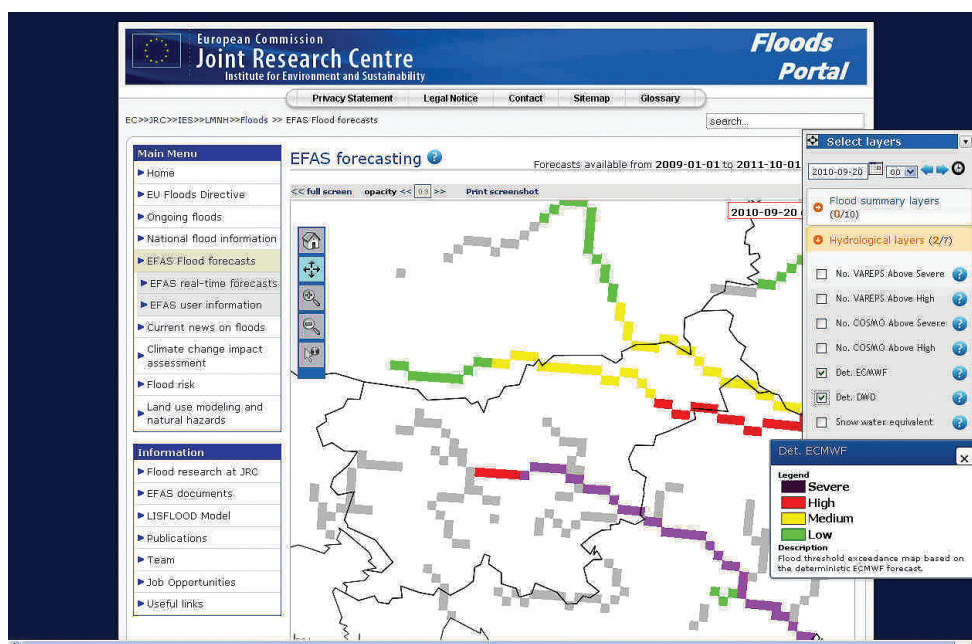 European Commission
Joint Research Centre
Institute for Environment and Sustainability
Floods
Portal
Privacy Statement Legal Notice Contact Sitemap Glossary
EC>>JRC>>IES>>LMNH>>Floods >> EFAS Flood forecasts
search...
Main Menu
Home
EU Floods Directive
Ongoing floods
National flood information
EFAS Flood forecasts
EFAS real-time forecasts
EFAS user information
Current news on floods
Climate change impact
assessment
Flood risk
Land use modeling and
natural hazards
Information
Flood research at JRC
EFAS documents
LISFLOOD Model
Publications
Team
Job Opportunities
Useful links
EFAS forecasting ?
Forecasts available from 2009-01-01 to 2011-10-01
<< full screen opacity << 0.9 >> Print screenshot
2010-09-20
Select layers
2010-09-20 00
Flood summary layers
(0/10)
Hydrological layers (2/7)
No. VAREPS Above Severe ?
No. VAREPS Above High ?
No. COSMO Above Severe ?
No. COSMO Above High ?
Det. ECMWF ?
Det. DWD ?
Snow water equivalent ?
Det. ECMWF X
Legend
Severe
High
Medium
Low
Description
Flood threshold exceedance map based on
the deterministic ECMWF forecast.